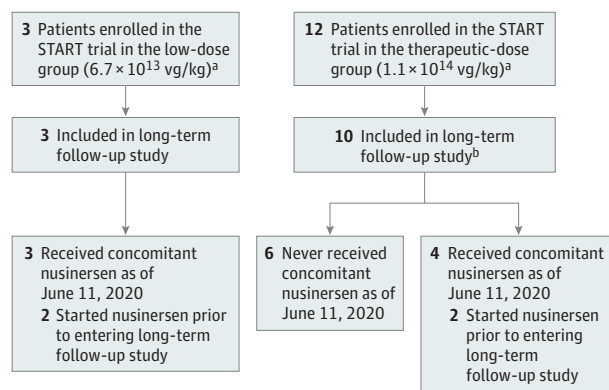 3 Patients enrolled in the
START trial in the low-dose
group (6.7 × 10¹³ vg/kg)ᵃ
12 Patients enrolled in the START
trial in the therapeutic-dose
group (1.1 × 10¹⁴ vg/kg)ᵃ
3 Included in long-term
follow-up study
10 Included in long-term
follow-up studyᵇ
3 Received concomitant
nusinersen as of
June 11, 2020
2 Started nusinersen prior
to entering long-term
follow-up study
6 Never received
concomitant
nusinersen as of
June 11, 2020
4 Received concomitant
nusinersen as of
June 11, 2020
2 Started nusinersen
prior to entering
long-term
follow-up study